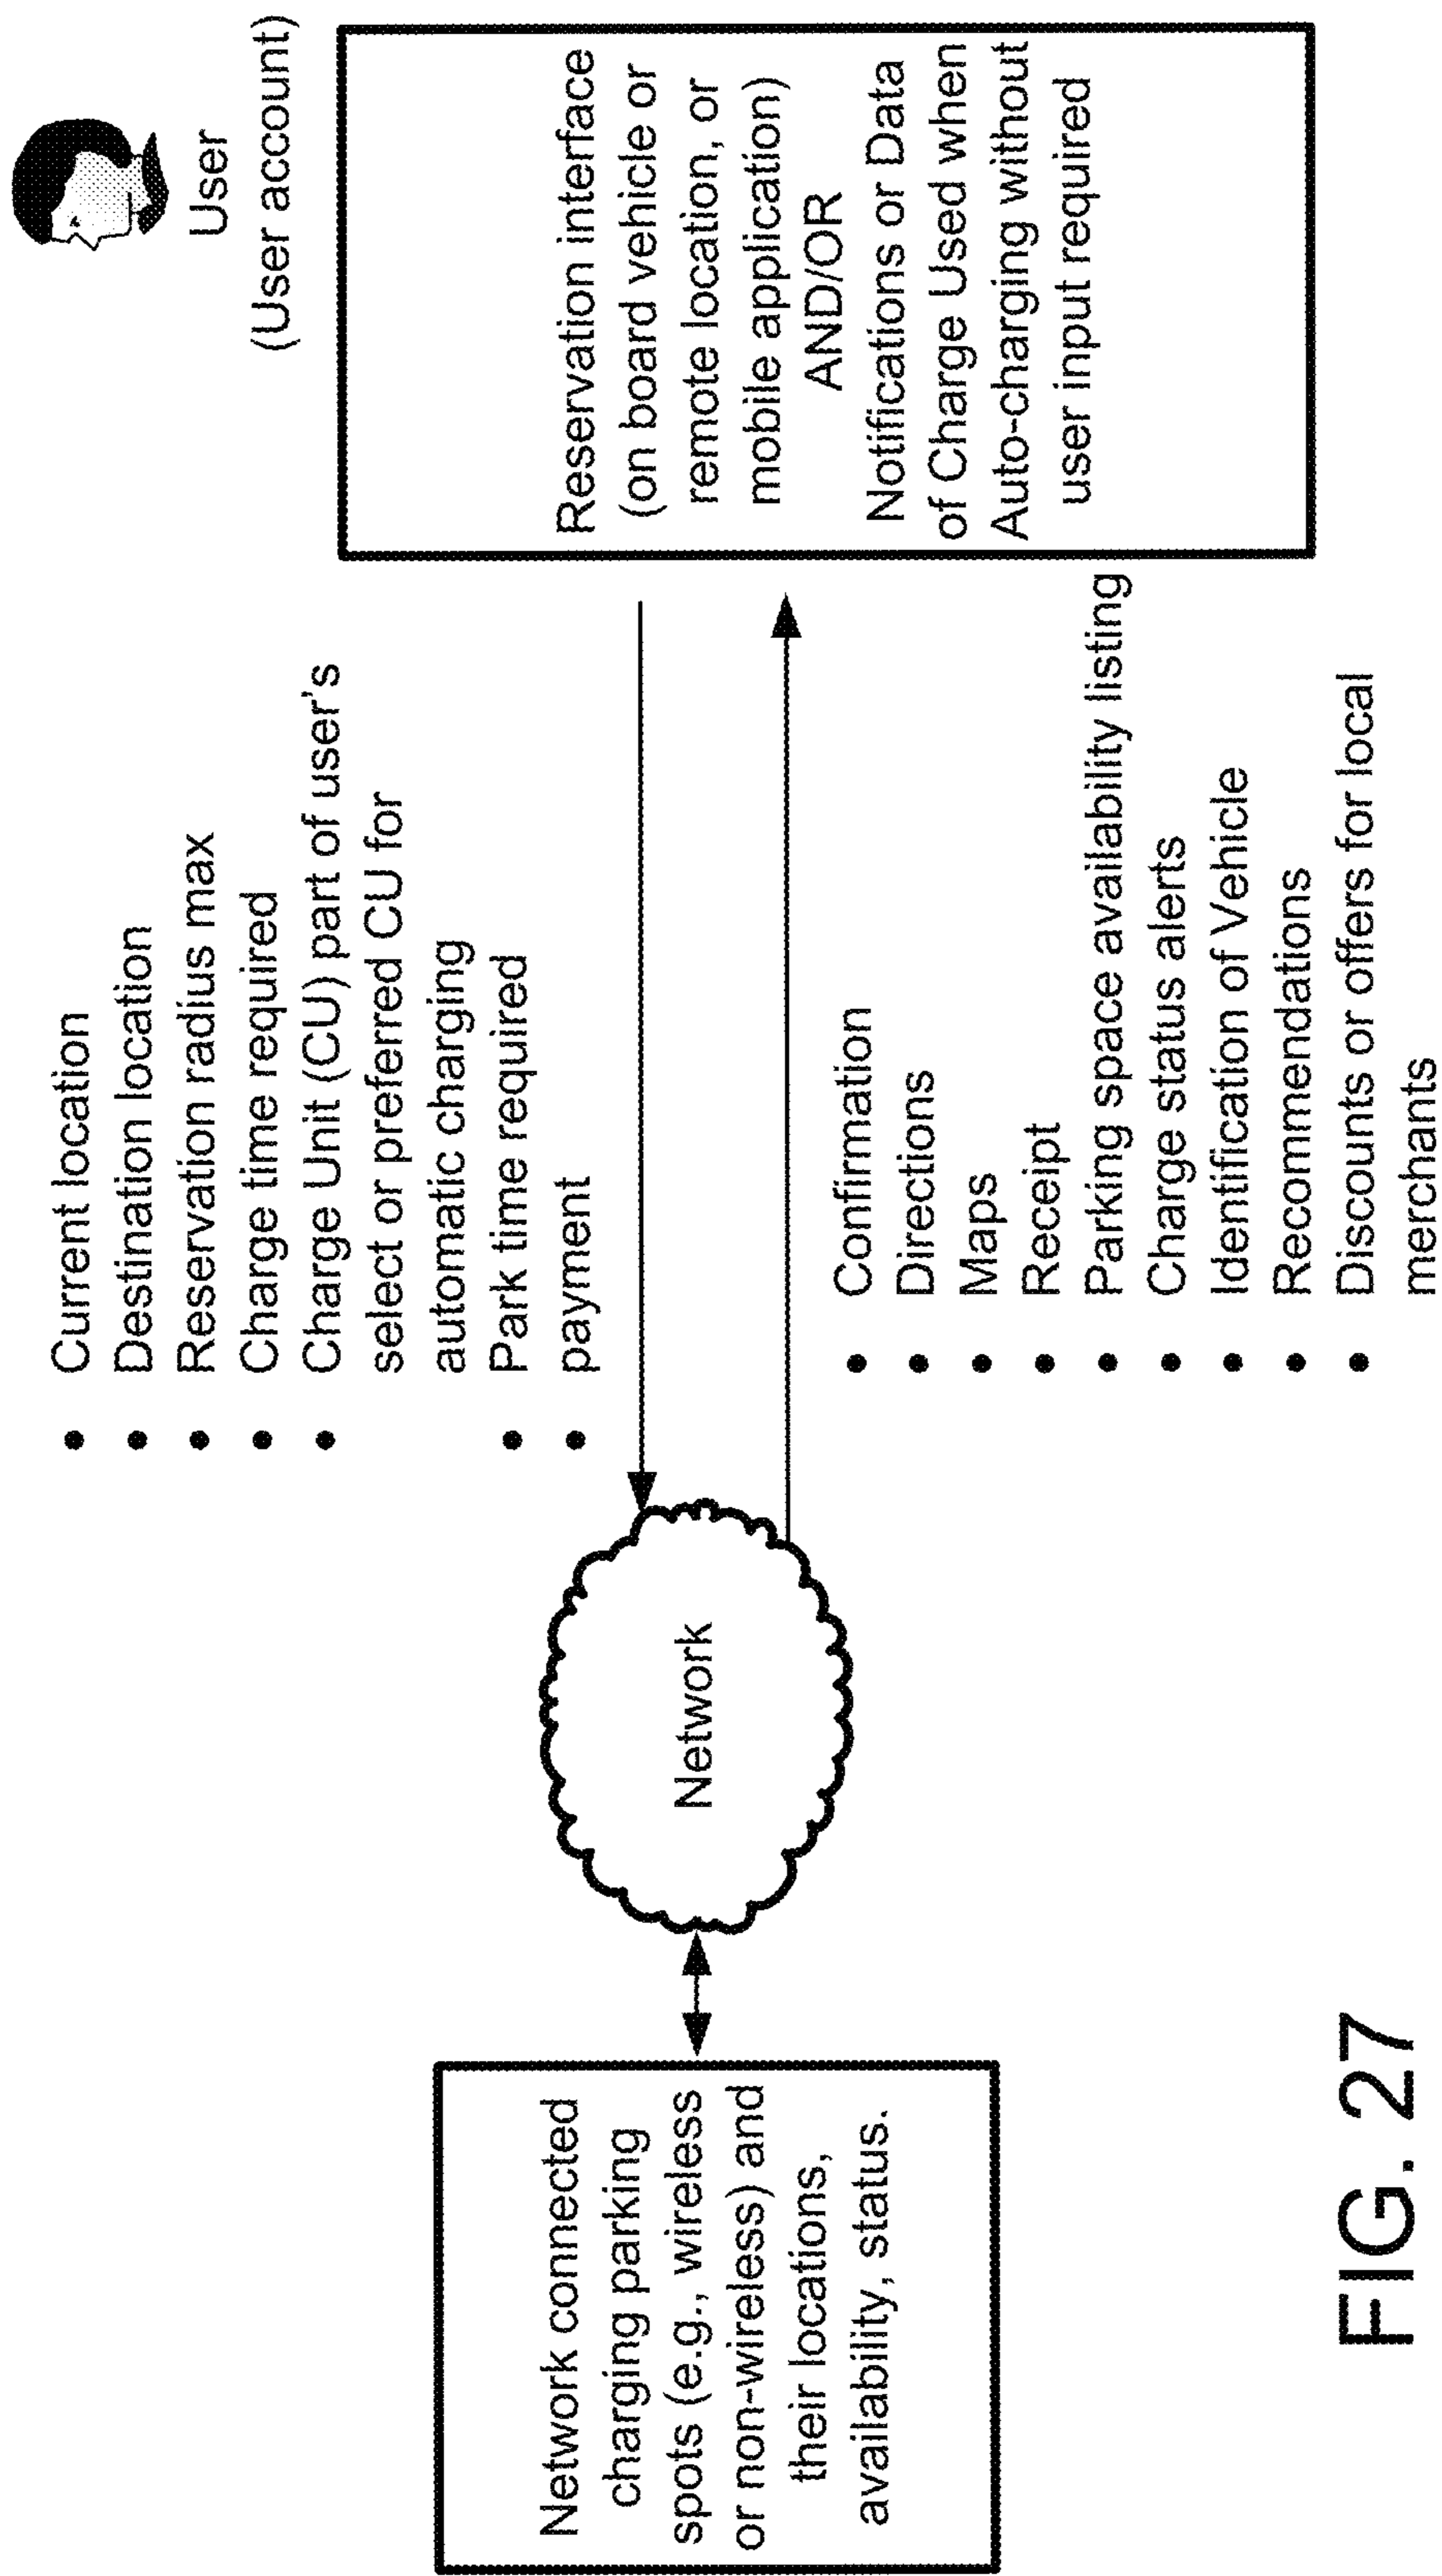 User
(User account)
Network connected
charging parking
spots (e.g., wireless
or non-wireless) and
their locations,
availability, status.
Network
• Current location
• Destination location
• Reservation radius max
• Charge time required
• Charge Unit (CU) part of user's
select or preferred CU for
automatic charging
• Park time required
• payment
• Confirmation
• Directions
• Maps
• Receipt
• Parking space availability listing
• Charge status alerts
• Identification of Vehicle
• Recommendations
• Discounts or offers for local
merchants
Reservation interface
(on board vehicle or
remote location, or
mobile application)
AND/OR
Notifications or Data
of Charge Used when
Auto-charging without
user input required
FIG. 27